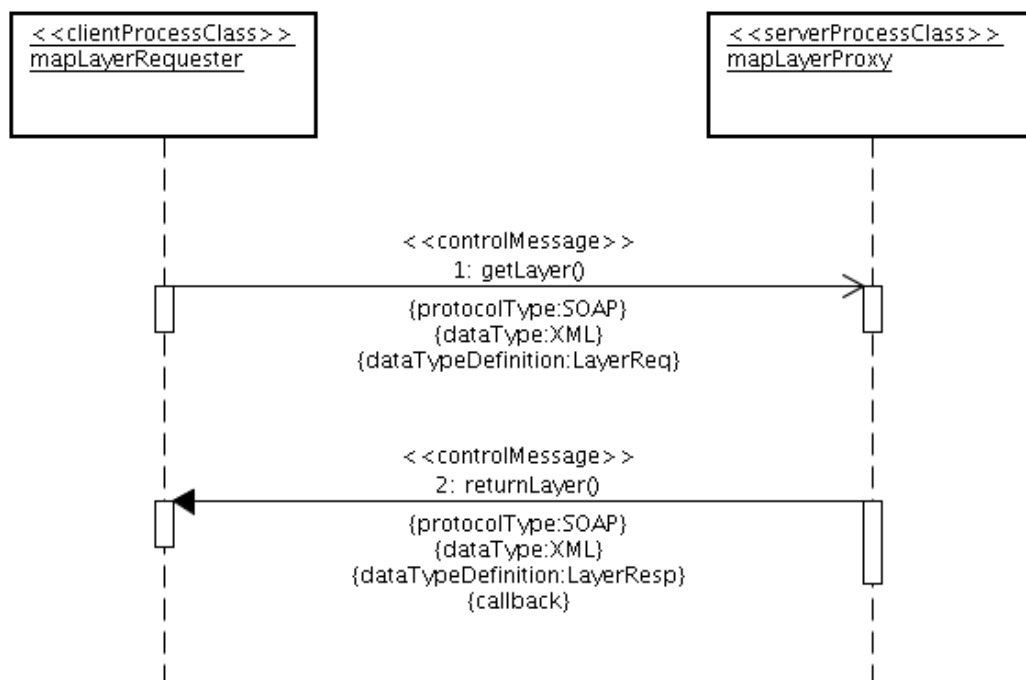 <<clientProcessClass>>
mapLayerRequester
<<serverProcessClass>>
mapLayerProxy
<<controlMessage>>
1: getLayer()
{protocolType:SOAP}
{dataType:XML}
{dataTypeDefinition:LayerReq}
<<controlMessage>>
2: returnLayer()
{protocolType:SOAP}
{dataType:XML}
{dataTypeDefinition:LayerResp}
{callback}